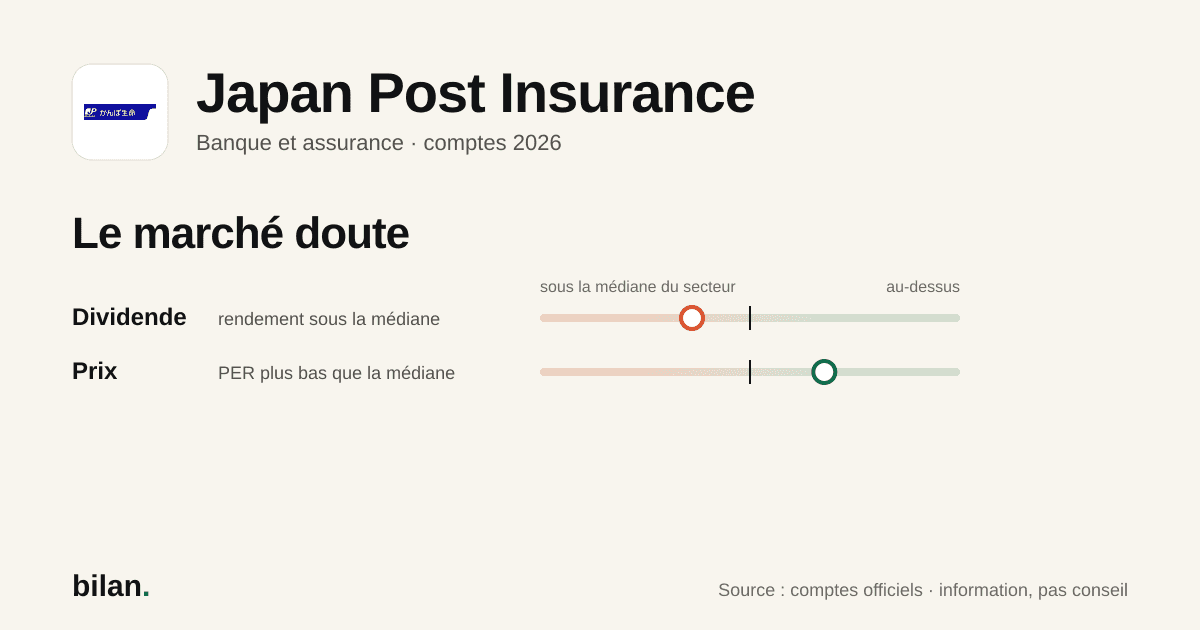 JP かんぽ生命
Japan Post Insurance
Banque et assurance · comptes 2026
Le marché doute
sous la médiane du secteur au-dessus
Dividende rendement sous la médiane
Prix PER plus bas que la médiane
bilan.
Source : comptes officiels · information, pas conseil